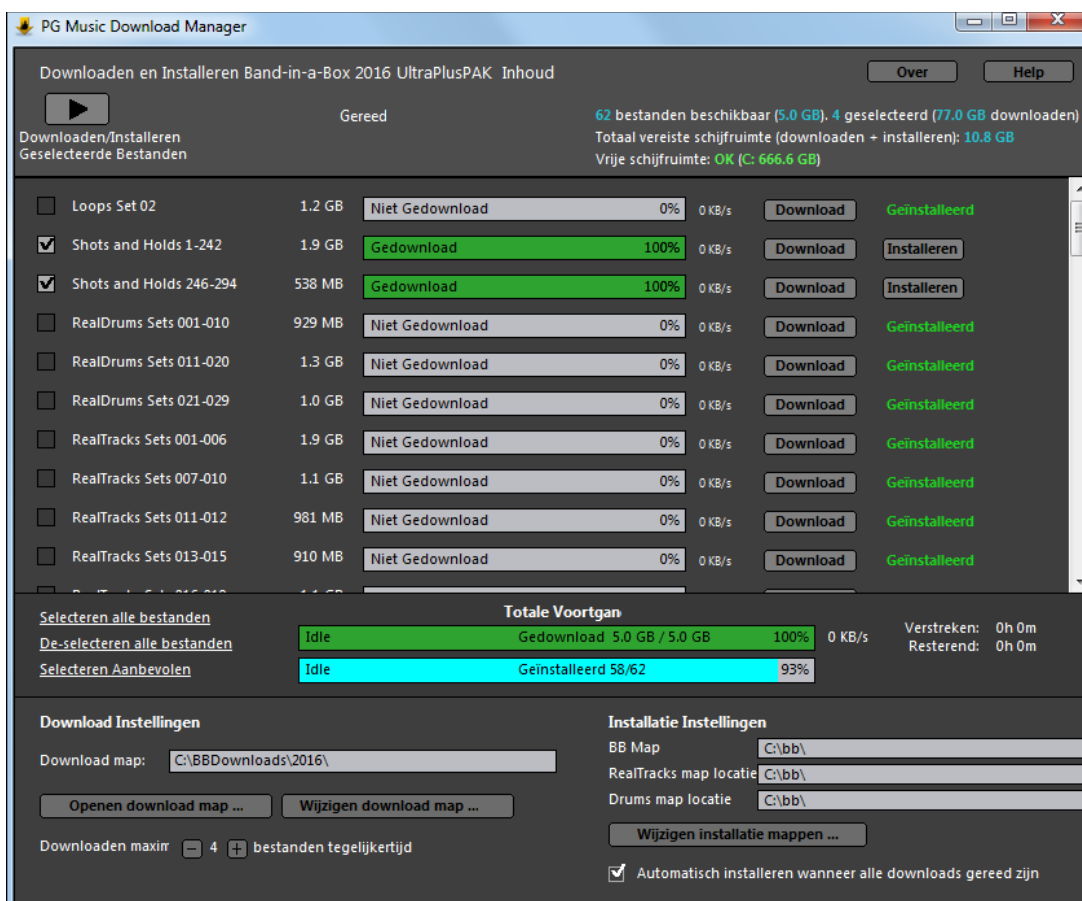 PG Music Download Manager
Downloaden en Installeren Band-in-a-Box 2016 UltraPlusPAK Inhoud
Over
Help
Downloaden/Installeren
Geselecteerde Bestanden
Gereed
62 bestanden beschikbaar (5.0 GB), 4 geselecteerd (77.0 GB downloaden)
Totaal vereiste schijfruimte (downloaden + installeren): 10.8 GB
Vrije schijfruimte: OK (C: 666.6 GB)
Loops Set 02 1.2 GB Niet Gedownload 0% 0 KB/s Download Geïnstalleerd
Shots and Holds 1-242 1.9 GB Gedownload 100% 0 KB/s Download Installeren
Shots and Holds 246-294 538 MB Gedownload 100% 0 KB/s Download Installeren
RealDrums Sets 001-010 929 MB Niet Gedownload 0% 0 KB/s Download Geïnstalleerd
RealDrums Sets 011-020 1.3 GB Niet Gedownload 0% 0 KB/s Download Geïnstalleerd
RealDrums Sets 021-029 1.0 GB Niet Gedownload 0% 0 KB/s Download Geïnstalleerd
RealTracks Sets 001-006 1.9 GB Niet Gedownload 0% 0 KB/s Download Geïnstalleerd
RealTracks Sets 007-010 1.1 GB Niet Gedownload 0% 0 KB/s Download Geïnstalleerd
RealTracks Sets 011-012 981 MB Niet Gedownload 0% 0 KB/s Download Geïnstalleerd
RealTracks Sets 013-015 910 MB Niet Gedownload 0% 0 KB/s Download Geïnstalleerd
Selecteren alle bestanden
De-selecteren alle bestanden
Selecteren Aanbevolen
Totale Voortgan
Idle Gedownload 5.0 GB / 5.0 GB 100% 0 KB/s
Idle Geïnstalleerd 58/62 93%
Verstreken: 0h 0m
Resterend: 0h 0m
Download Instellingen
Download map: C:\BBDownloads\2016\
Openen download map ...
Wijzigen download map ...
Downloaden maxim 4 bestanden tegelijkertijd
Installatie Instellingen
BB Map C:\bb\
RealTracks map locatie C:\bb\
Drums map locatie C:\bb\
Wijzigen installatie mappen ...
Automatisch installeren wanneer alle downloads gereed zijn